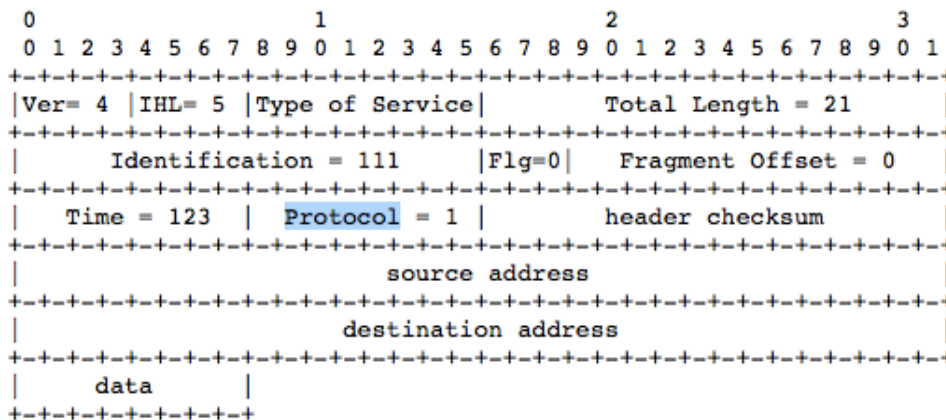 0                   1                   2                   3
 0 1 2 3 4 5 6 7 8 9 0 1 2 3 4 5 6 7 8 9 0 1 2 3 4 5 6 7 8 9 0 1
+-+-+-+-+-+-+-+-+-+-+-+-+-+-+-+-+-+-+-+-+-+-+-+-+-+-+-+-+-+-+-+-
|Ver= 4 |IHL= 5 |Type of Service|        Total Length = 21
+-+-+-+-+-+-+-+-+-+-+-+-+-+-+-+-+-+-+-+-+-+-+-+-+-+-+-+-+-+-+-+-
|      Identification = 111     |Flg=0|   Fragment Offset = 0
+-+-+-+-+-+-+-+-+-+-+-+-+-+-+-+-+-+-+-+-+-+-+-+-+-+-+-+-+-+-+-+-
|   Time = 123  |  Protocol = 1 |        header checksum
+-+-+-+-+-+-+-+-+-+-+-+-+-+-+-+-+-+-+-+-+-+-+-+-+-+-+-+-+-+-+-+-
|                         source address
+-+-+-+-+-+-+-+-+-+-+-+-+-+-+-+-+-+-+-+-+-+-+-+-+-+-+-+-+-+-+-+-
|                      destination address
+-+-+-+-+-+-+-+-+-+-+-+-+-+-+-+-+-+-+-+-+-+-+-+-+-+-+-+-+-+-+-+-
|     data      |
+-+-+-+-+-+-+-+-+